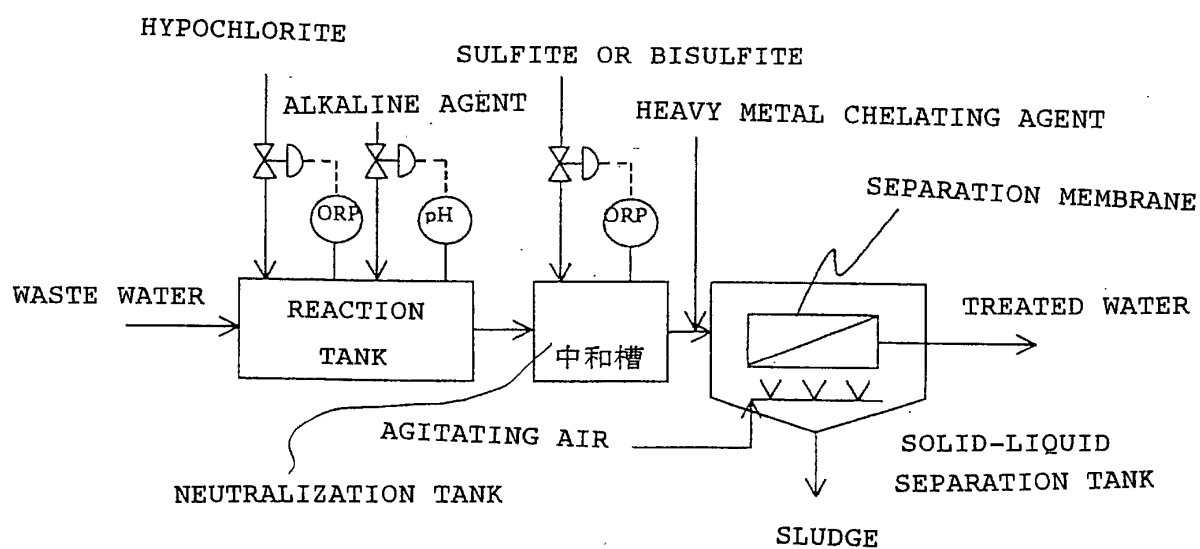 HYPOCHLORITE
SULFITE OR BISULFITE
ALKALINE AGENT
HEAVY METAL CHELATING AGENT
SEPARATION MEMBRANE
ORP
pH
ORP
WASTE WATER
REACTION
TANK
中和槽
TREATED WATER
AGITATING AIR
SOLID-LIQUID
SEPARATION TANK
NEUTRALIZATION TANK
SLUDGE